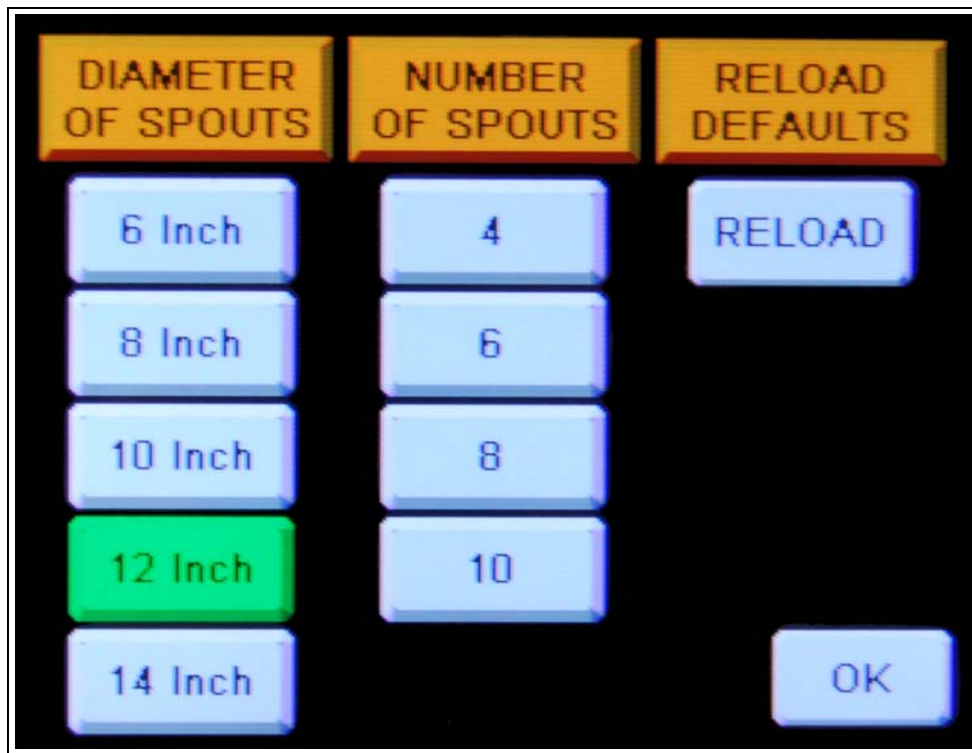 DIAMETER
OF SPOUTS
6 Inch
8 Inch
10 Inch
12 Inch
14 Inch
NUMBER
OF SPOUTS
4
6
8
10
RELOAD
DEFAULTS
RELOAD
OK